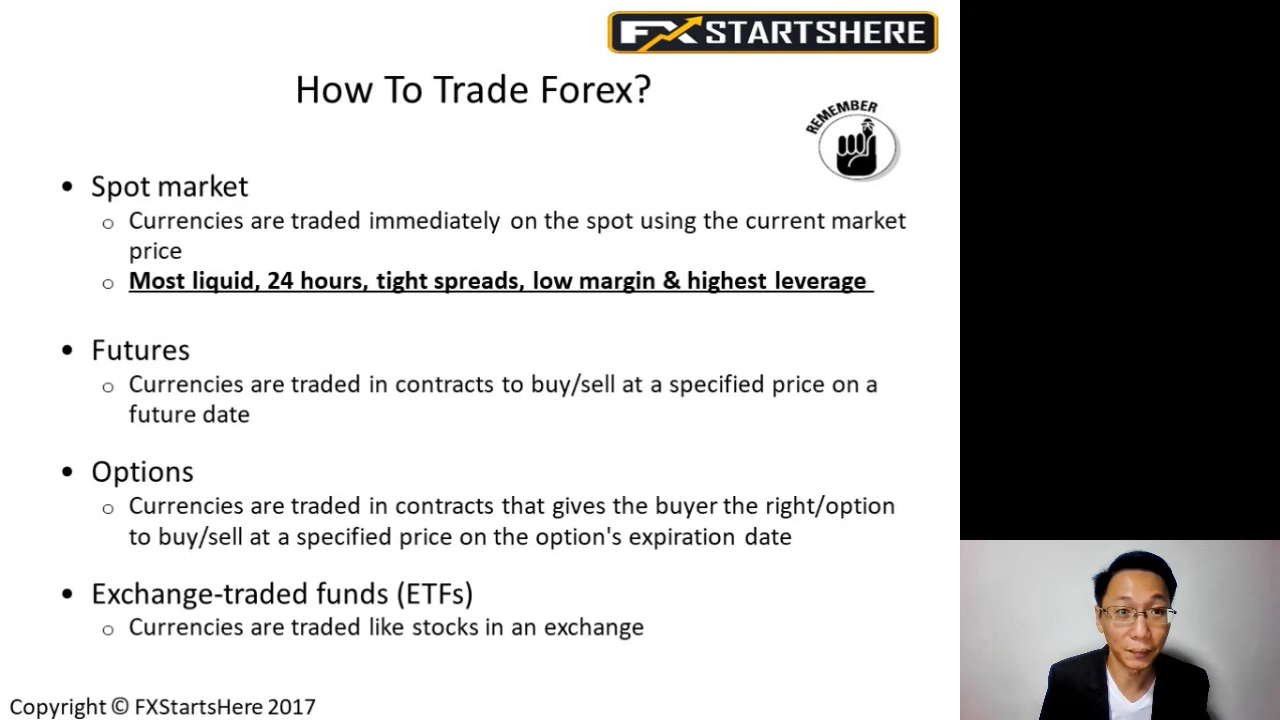 FXSTARTSHERE
How To Trade Forex?
REMEMBER
• Spot market
o Currencies are traded immediately on the spot using the current market
price
o Most liquid, 24 hours, tight spreads, low margin & highest leverage
• Futures
o Currencies are traded in contracts to buy/sell at a specified price on a
future date
• Options
o Currencies are traded in contracts that gives the buyer the right/option
to buy/sell at a specified price on the option's expiration date
• Exchange-traded funds (ETFs)
o Currencies are traded like stocks in an exchange
Copyright © FXStartsHere 2017